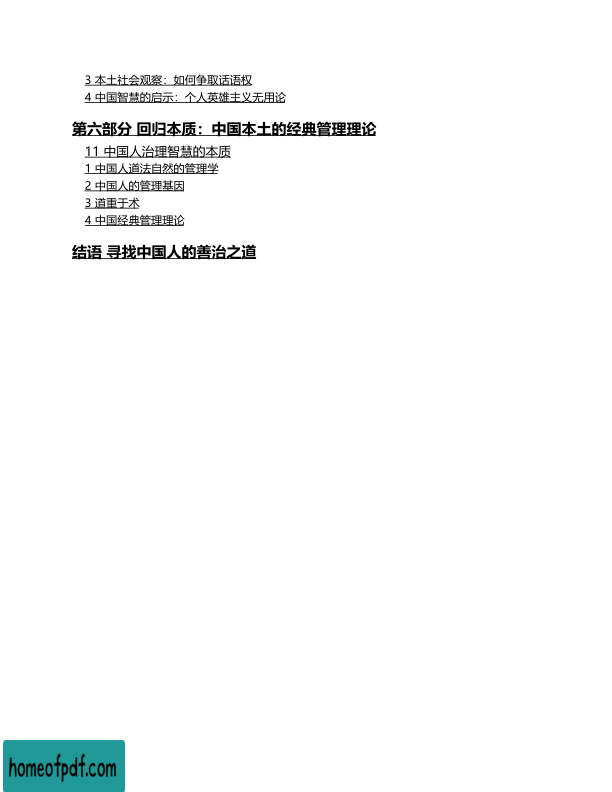 3 本土社会观察：如何争取话语权
4 中国智慧的启示：个人英雄主义无用论
第六部分 回归本质：中国本土的经典管理理论
11 中国人治理智慧的本质
1 中国人道法自然的管理学
2 中国人的管理基因
3 道重于术
4 中国经典管理理论
结语 寻找中国人的善治之道
homeofpdf.com